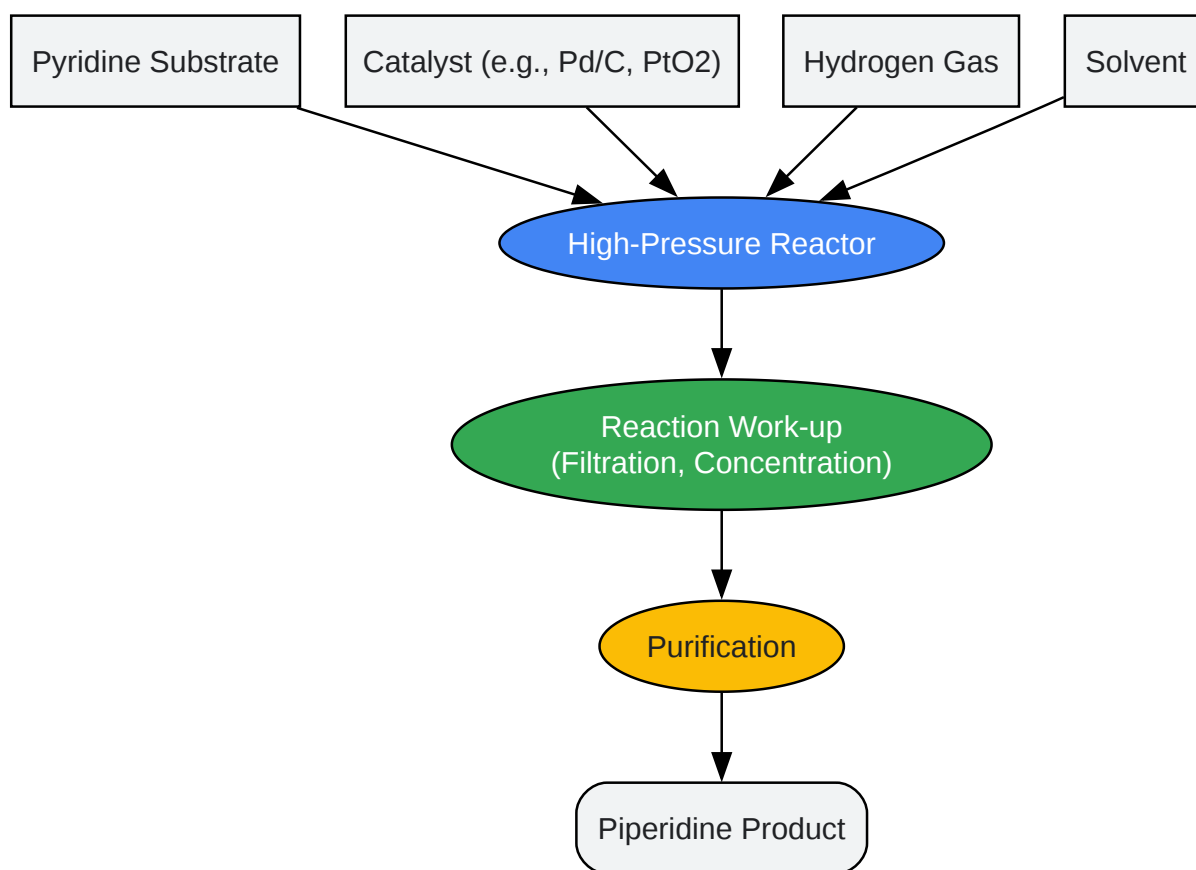 Pyridine Substrate
Catalyst (e.g., Pd/C, PtO2)
Hydrogen Gas
Solvent
High-Pressure Reactor
Reaction Work-up
(Filtration, Concentration)
Purification
Piperidine Product